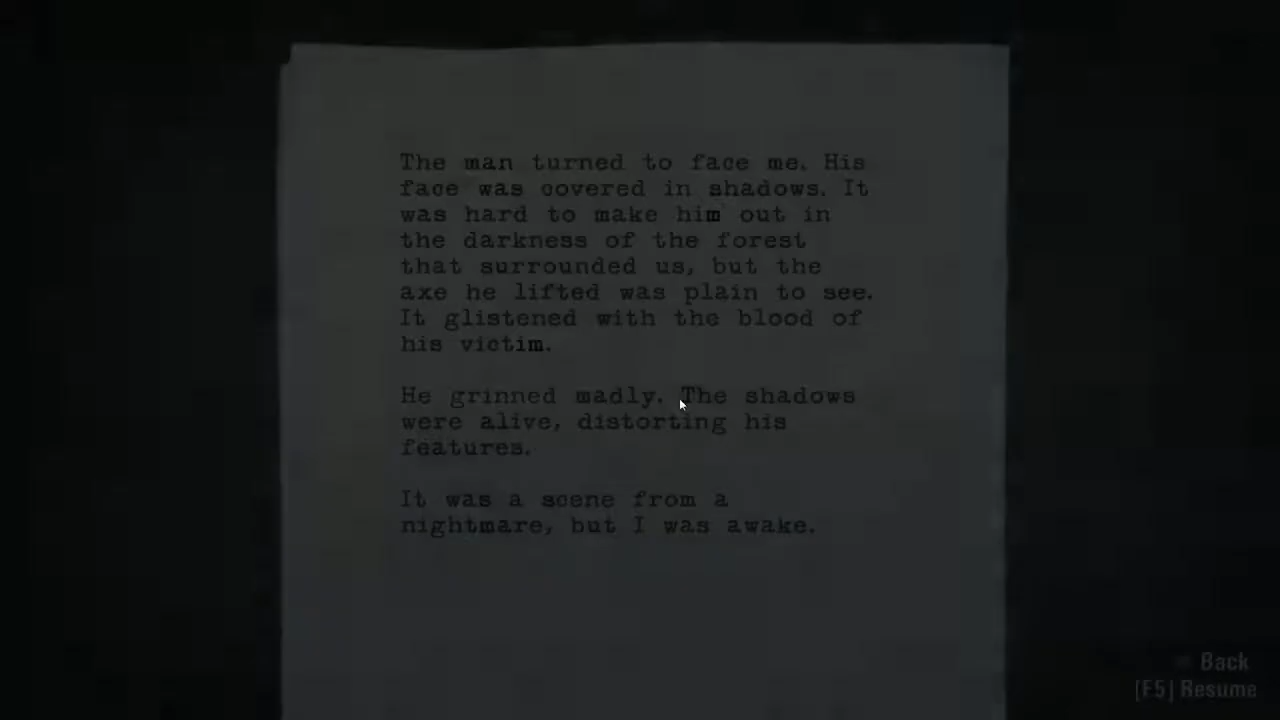 The man turned to face me. His
face was covered in shadows. It
was hard to make him out in
the darkness of the forest
that surrounded us, but the
axe he lifted was plain to see.
It glistened with the blood of
his victim.
He grinned madly. The shadows
were alive, distorting his
features.
It was a scene from a
nightmare, but I was awake.
Back
[F5] Resume